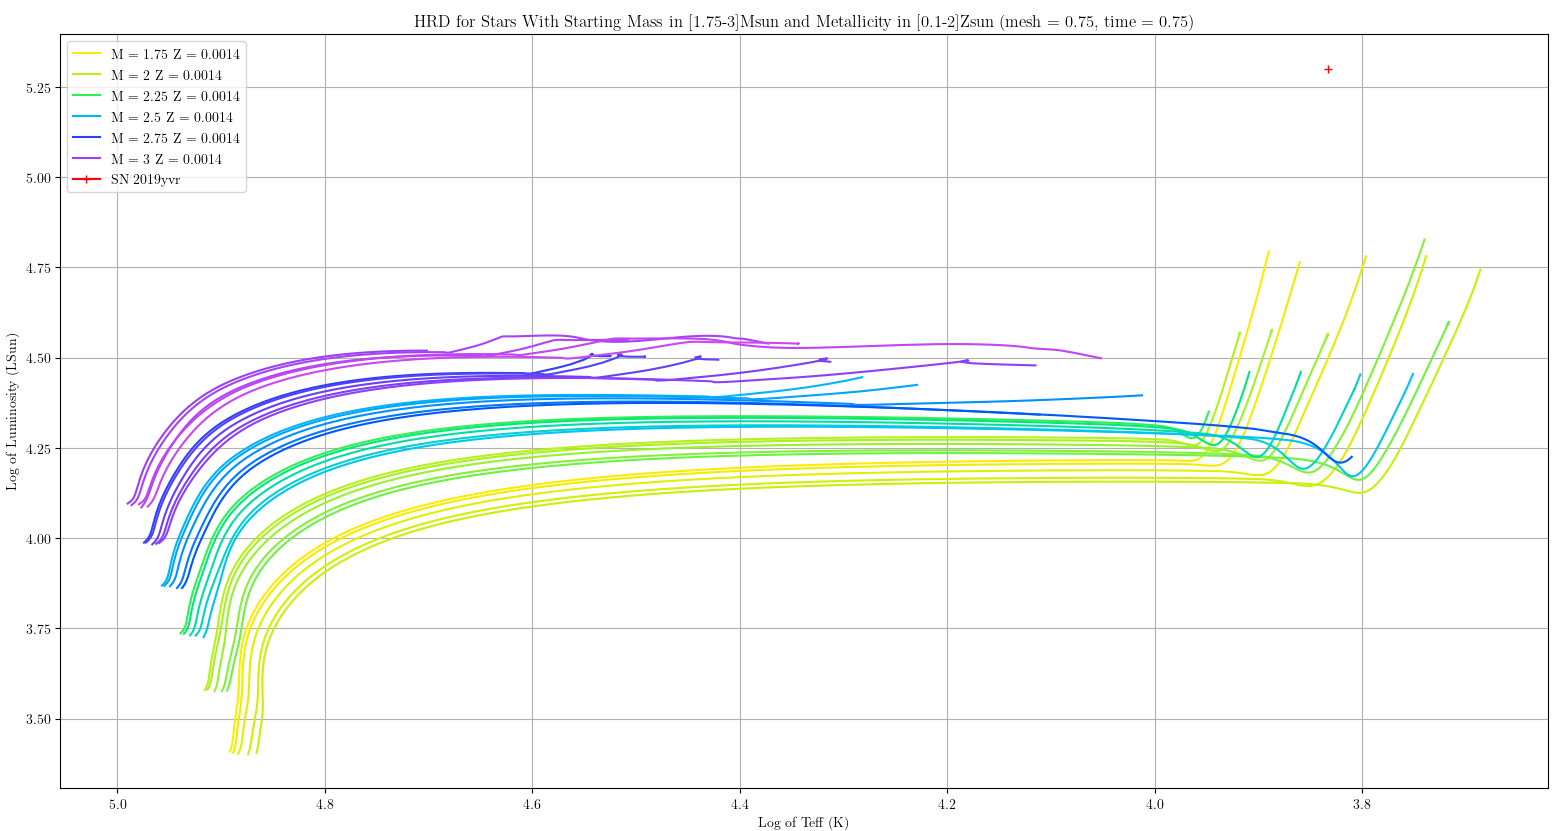 HRD for Stars With Starting Mass in [1.75-3]Msun and Metallicity in [0.1-2]Zsun (mesh = 0.75, time = 0.75)
M = 1.75 Z = 0.0014
M = 2 Z = 0.0014
M = 2.25 Z = 0.0014
M = 2.5 Z = 0.0014
M = 2.75 Z = 0.0014
M = 3 Z = 0.0014
SN 2019yvr
Log of Luminosity (LSun)
5.25
5.00
4.75
4.50
4.25
4.00
3.75
3.50
5.0 4.8 4.6 4.4 4.2 4.0 3.8
Log of Teff (K)